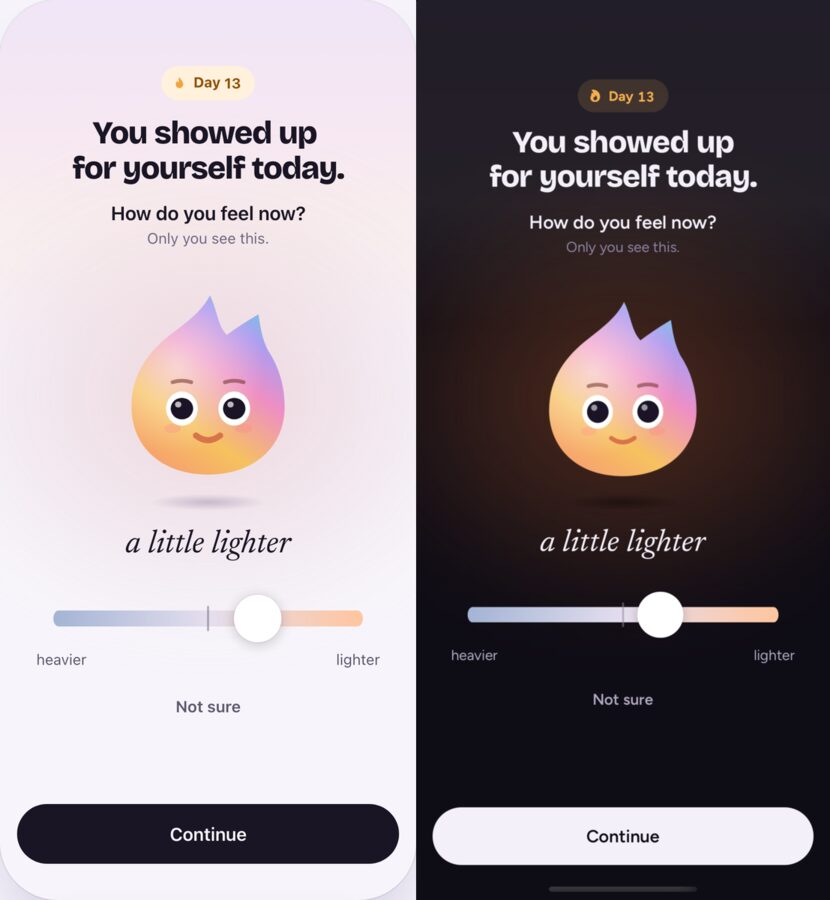 Day 13
You showed up
for yourself today.
How do you feel now?
Only you see this.
a little lighter
heavier
lighter
Not sure
Continue
Day 13
You showed up
for yourself today.
How do you feel now?
Only you see this.
a little lighter
heavier
lighter
Not sure
Continue